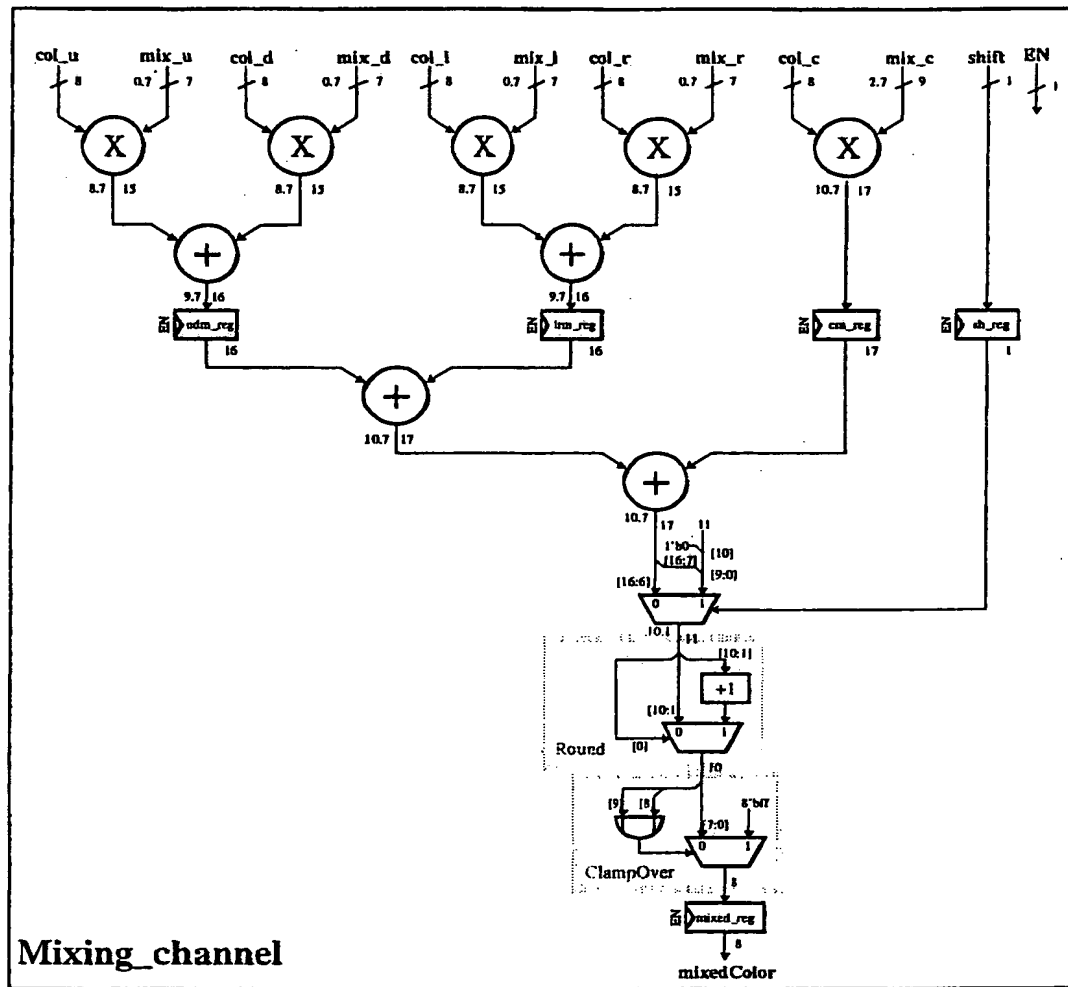 col_u mix_u col_d mix_d col_l mix_l col_r mix_r col_c mix_c shift EN
8 0.7 7 8 0.7 7 8 0.7 7 8 0.7 7 8 2.7 9 1 1
X X X X X
8.7 15 8.7 15 8.7 15 8.7 15 10.7 17
+ +
9.7 16 9.7 16
EN udm_reg EN lrm_reg EN cm_reg EN sh_reg
16 16 17 1
+
10.7 17
+
10.7 17 11
1'b0 [10]
[16:7]
[16:6] [9:0]
0 1
10.1 11
[10:1]
+1
[10:1
0 1
[0]
Round
10
[9] [8] 8'hff
[7:0]
0 1
ClampOver
8
EN mixed_reg
8
Mixing_channel
mixedColor